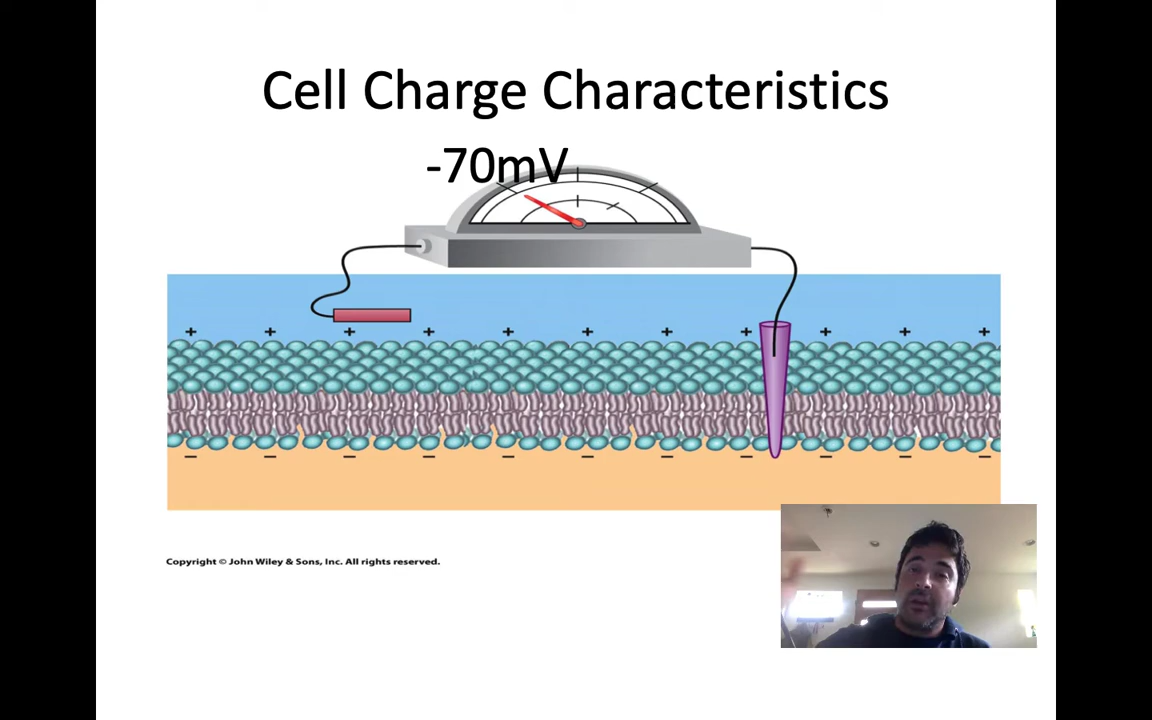 Cell Charge Characteristics
-70mV
+ + + + + + + + + + +
− − − − − − − − − − −
Copyright © John Wiley & Sons, Inc. All rights reserved.